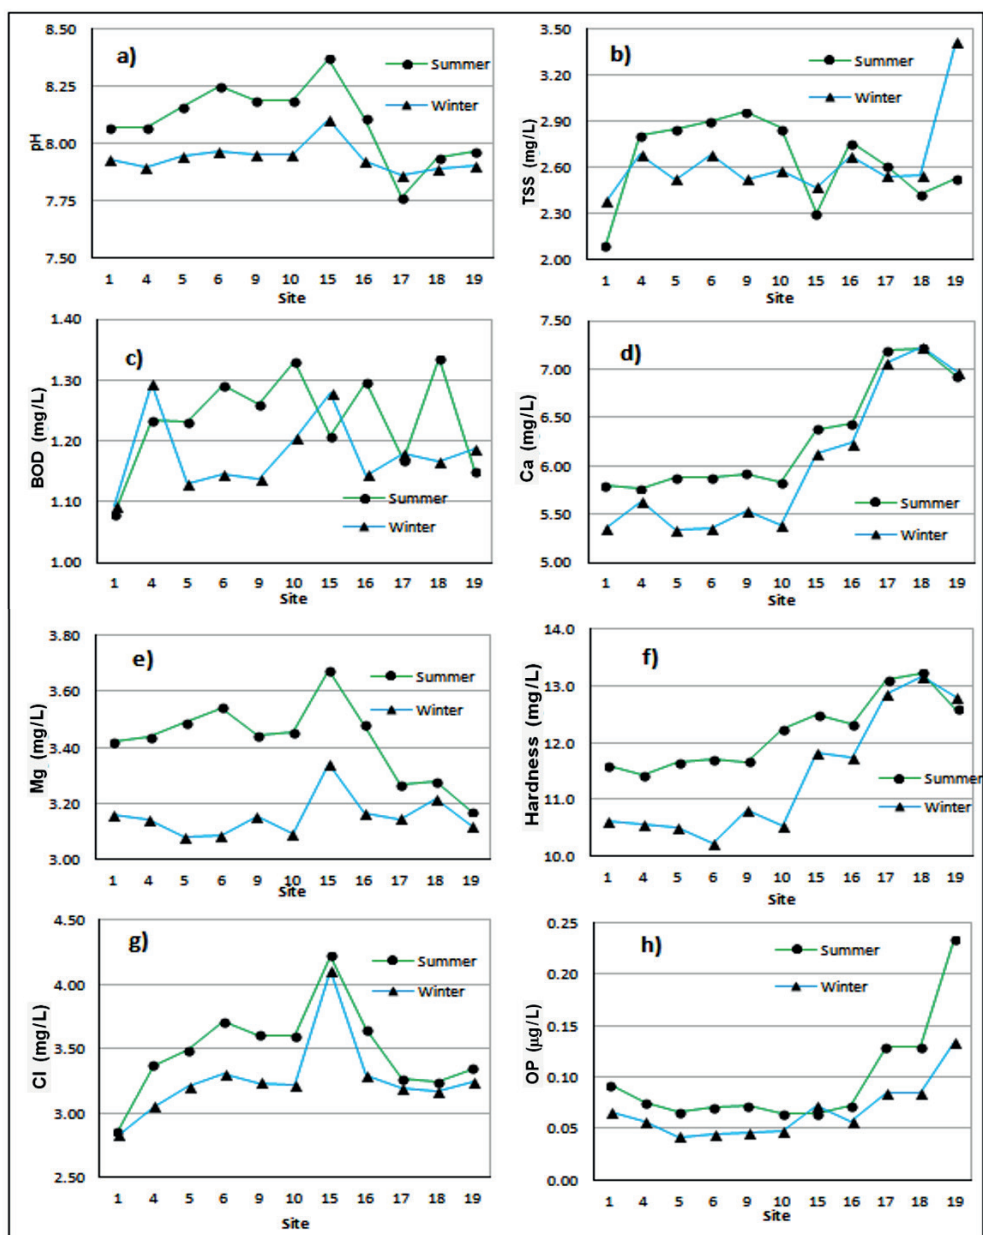 a)
8.50
8.25
8.00
7.75
7.50
pH
Summer
Winter
1 4 5 6 9 10 15 16 17 18 19
Site
b)
3.50
3.20
2.90
2.60
2.30
2.00
TSS (mg/L)
Summer
Winter
1 4 5 6 9 10 15 16 17 18 19
Site
c)
1.40
1.30
1.20
1.10
1.00
BOD (mg/L)
Summer
Winter
1 4 5 6 9 10 15 16 17 18 19
Site
d)
7.50
7.00
6.50
6.00
5.50
5.00
Ca (mg/L)
Summer
Winter
1 4 5 6 9 10 15 16 17 18 19
Site
e)
3.80
3.60
3.40
3.20
3.00
Mg (mg/L)
Summer
Winter
1 4 5 6 9 10 15 16 17 18 19
Site
f)
14.0
13.0
12.0
11.0
10.0
Hardness (mg/L)
Summer
Winter
1 4 5 6 9 10 15 16 17 18 19
Site
g)
4.50
4.00
3.50
3.00
2.50
Cl (mg/L)
Summer
Winter
1 4 5 6 9 10 15 16 17 18 19
Site
h)
0.25
0.20
0.15
0.10
0.05
0.00
OP (μg/L)
Summer
Winter
1 4 5 6 9 10 15 16 17 18 19
Site